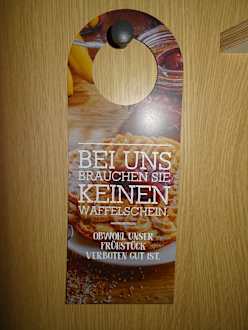 BEI UNS
BRAUCHEN SIE
KEINEN
WAFFELSCHEIN.
OBWOHL UNSER
FRÜHSTÜCK
VERBOTEN GUT IST.